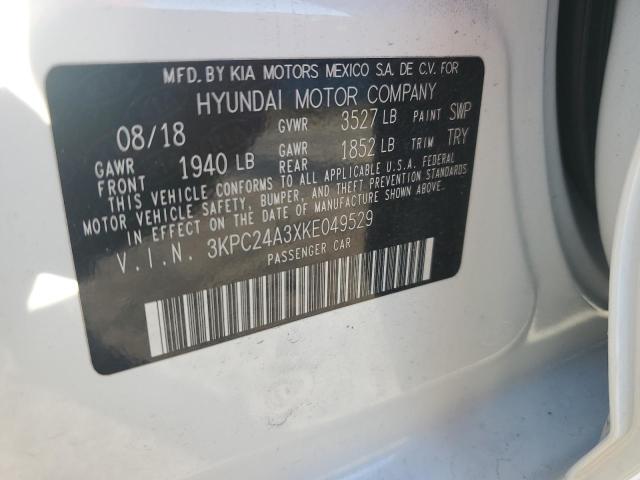 MFD. BY KIA MOTORS MEXICO S.A. DE C.V. FOR
HYUNDAI MOTOR COMPANY
08/18 GVWR 3527 LB PAINT SWP
GAWR FRONT 1940 LB GAWR REAR 1852 LB TRIM TRY
THIS VEHICLE CONFORMS TO ALL APPLICABLE U.S.A. FEDERAL
MOTOR VEHICLE SAFETY, BUMPER, AND THEFT PREVENTION STANDARDS
IN EFFECT ON THE DATE OF MANUFACTURE SHOWN ABOVE.
V.I.N. 3KPC24A3XKE049529
PASSENGER CAR